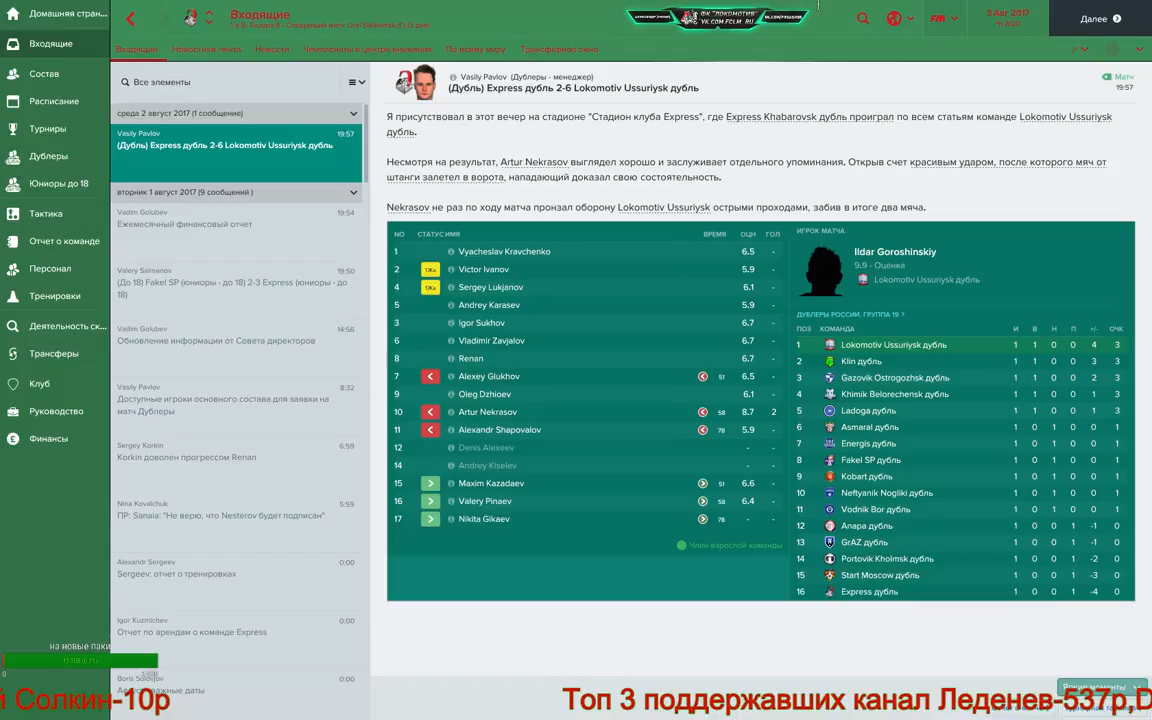 Домашняя стран...
Входящие
Состав
Расписание
Турниры
Дублеры
Юниоры до 18
Тактика
Отчет о команде
Персонал
Тренировки
Деятельность ск...
Трансферы
Клуб
Руководство
Финансы
на новые паки
0
Входящие
ФК "ЛОКОМОТИВ"
VK.COM/FCLM_RU
FM
3 Авг 2017
Далее
Входящие
Новостная лента
Новости
Чемпионаты в центре внимания
По всему миру
Трансферное окно
Все элементы
среда 2 август 2017 (1 сообщение)
Vasily Pavlov 19:57
(Дубль) Express дубль 2-6 Lokomotiv Ussuriysk дубль
вторник 1 август 2017 (9 сообщений )
Vadim Golubev 19:54
Ежемесячный финансовый отчет
Valery Salmanov 19:50
(До 18) Fakel SP (юниоры - до 18) 2-3 Express (юниоры - до
18)
Vadim Golubev 14:56
Обновление информации от Совета директоров
Vasily Pavlov 8:32
Доступные игроки основного состава для заявки на
матч Дублеры
Sergey Korkin 6:59
Korkin доволен прогрессом Renan
Nina Kovalchuk 5:59
ПР: Sanaia: "Не верю, что Nesterov будет подписан"
Alexandr Sergeev 0:00
Sergeev: отчет о тренировках
Igor Kuzmichev 0:00
Отчет по арендам о команде Express
Boris Solovjov 0:00
Август: важные даты
Vasily Pavlov (Дублеры - менеджер)
(Дубль) Express дубль 2-6 Lokomotiv Ussuriysk дубль
Матч
19:57
Я присутствовал в этот вечер на стадионе "Стадион клуба Express", где Express Khabarovsk дубль проиграл по всем статьям команде Lokomotiv Ussuriysk
дубль.
Несмотря на результат, Artur Nekrasov выглядел хорошо и заслуживает отдельного упоминания. Открыв счет красивым ударом, после которого мяч от
штанги залетел в ворота, нападающий доказал свою состоятельность.
Nekrasov не раз по ходу матча пронзал оборону Lokomotiv Ussuriysk острыми проходами, забив в итоге два мяча.
NO СТАТУС ИМЯ ВРЕМЯ ОЦН ГОЛ
1 Vyacheslav Kravchenko 6.5 -
2 1Жк Victor Ivanov 5.9 -
4 1Жк Sergey Lukjanov 6.1 -
5 Andrey Karasev 5.9 -
3 Igor Sukhov 6.7 -
6 Vladimir Zavjalov 6.7 -
8 Renan 6.7 -
7 Alexey Glukhov 51 6.5 -
9 Oleg Dzhioev 6.1 -
10 Artur Nekrasov 58 8.7 2
11 Alexandr Shapovalov 78 5.9 -
12 Denis Alexeev - -
14 Andrey Kiselev - -
15 Maxim Kazadaev 51 6.6 -
16 Valery Pinaev 58 6.4 -
17 Nikita Gikaev 78 - -
Член взрослой команды
ИГРОК МАТЧА
Ildar Goroshinskiy
9.9 - Оценка
Lokomotiv Ussuriysk дубль
ДУБЛЕРЫ РОССИИ. ГРУППА 19 >
ПОЗ КОМАНДА И В Н П +/- ОЧК
1 Lokomotiv Ussuriysk дубль 1 1 0 0 4 3
2 Klin дубль 1 1 0 0 3 3
3 Gazovik Ostrogozhsk дубль 1 1 0 0 2 3
4 Khimik Belorechensk дубль 1 1 0 0 1 3
5 Ladoga дубль 1 1 0 0 1 3
6 Asmaral дубль 1 0 1 0 0 1
7 Energis дубль 1 0 1 0 0 1
8 Fakel SP дубль 1 0 1 0 0 1
9 Kobart дубль 1 0 1 0 0 1
10 Neftyanik Nogliki дубль 1 0 1 0 0 1
11 Vodnik Bor дубль 1 0 1 0 0 1
12 Anapa дубль 1 0 0 1 -1 0
13 GrAZ дубль 1 0 0 1 -1 0
14 Portovik Kholmsk дубль 1 0 0 1 -2 0
15 Start Moscow дубль 1 0 0 1 -3 0
16 Express дубль 1 0 0 1 -4 0
Яркие моменты
й Солкин-10р Топ 3 поддержавших канал Леденев-537р.D